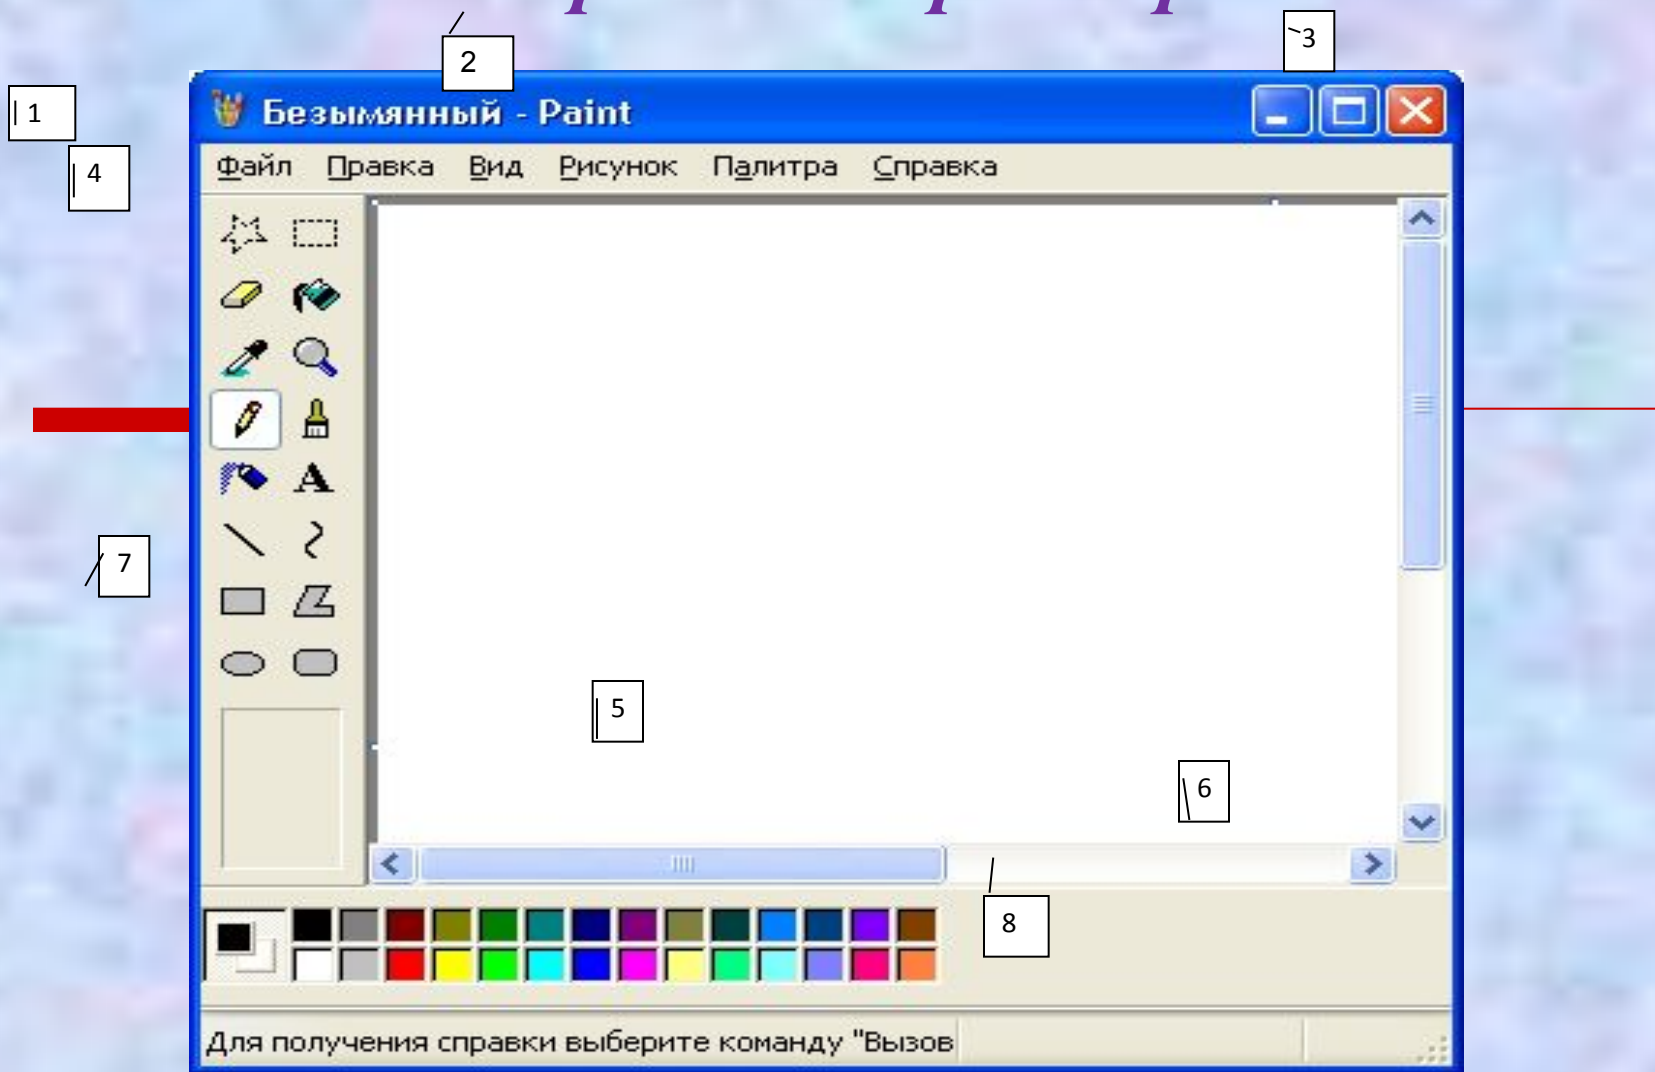 2
3
1
Безымянный - Paint
4
Файл Правка Вид Рисунок Палитра Справка
A
7
5
6
8
Для получения справки выберите команду "Вызов